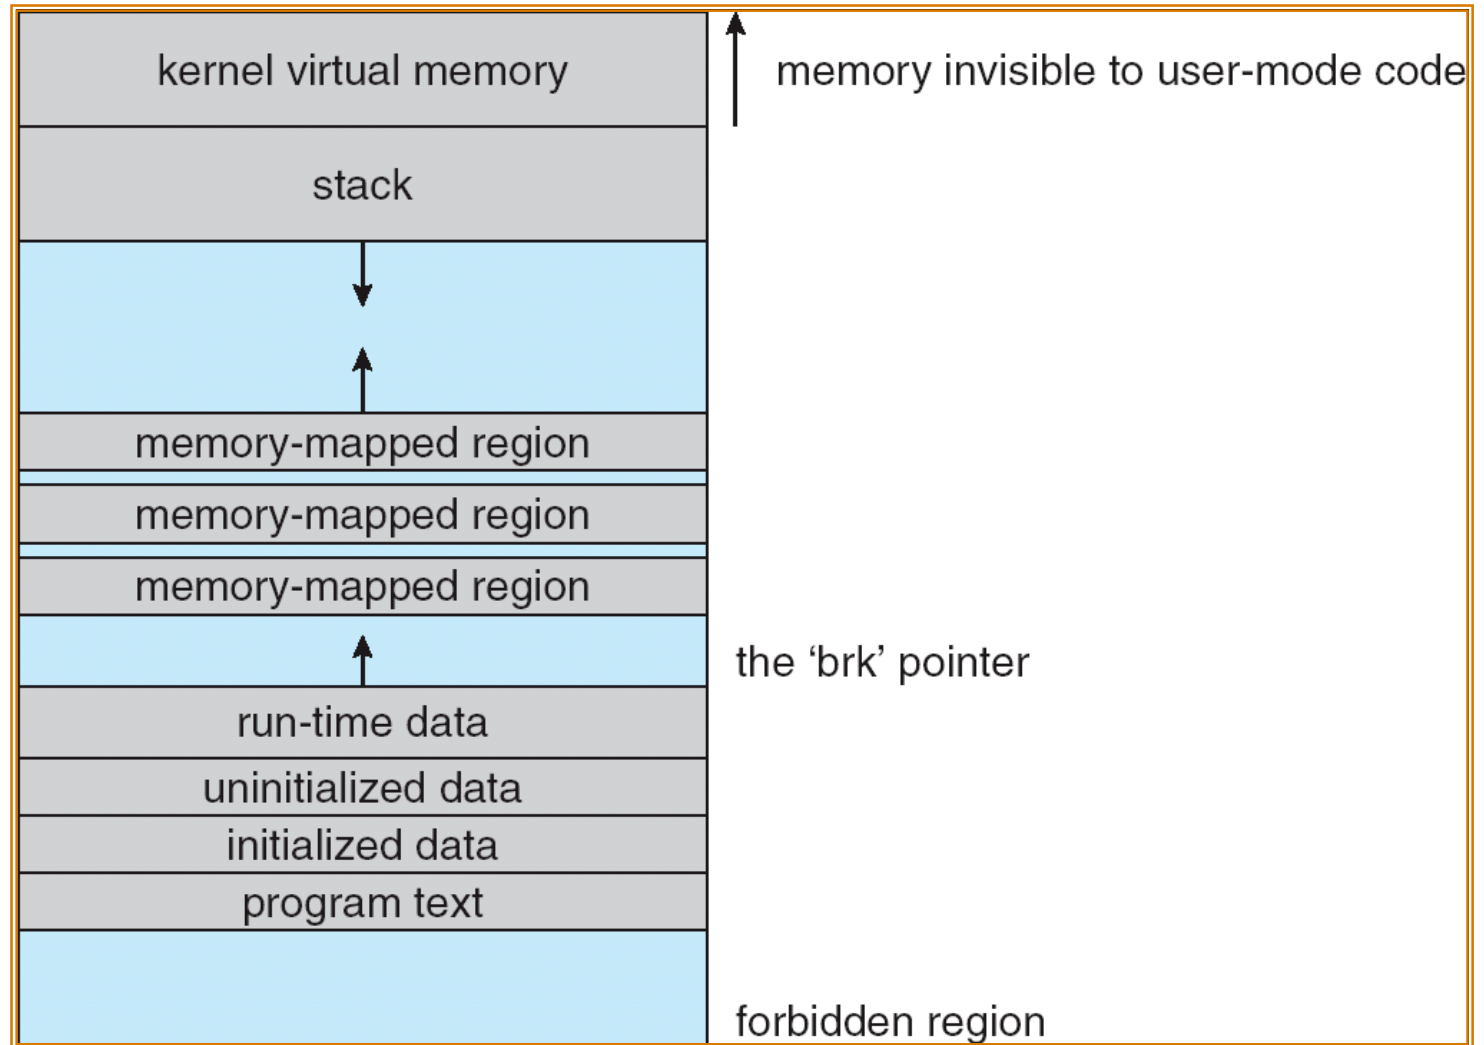 kernel virtual memory
memory invisible to user-mode code
stack
memory-mapped region
memory-mapped region
memory-mapped region
the ‘brk’ pointer
run-time data
uninitialized data
initialized data
program text
forbidden region